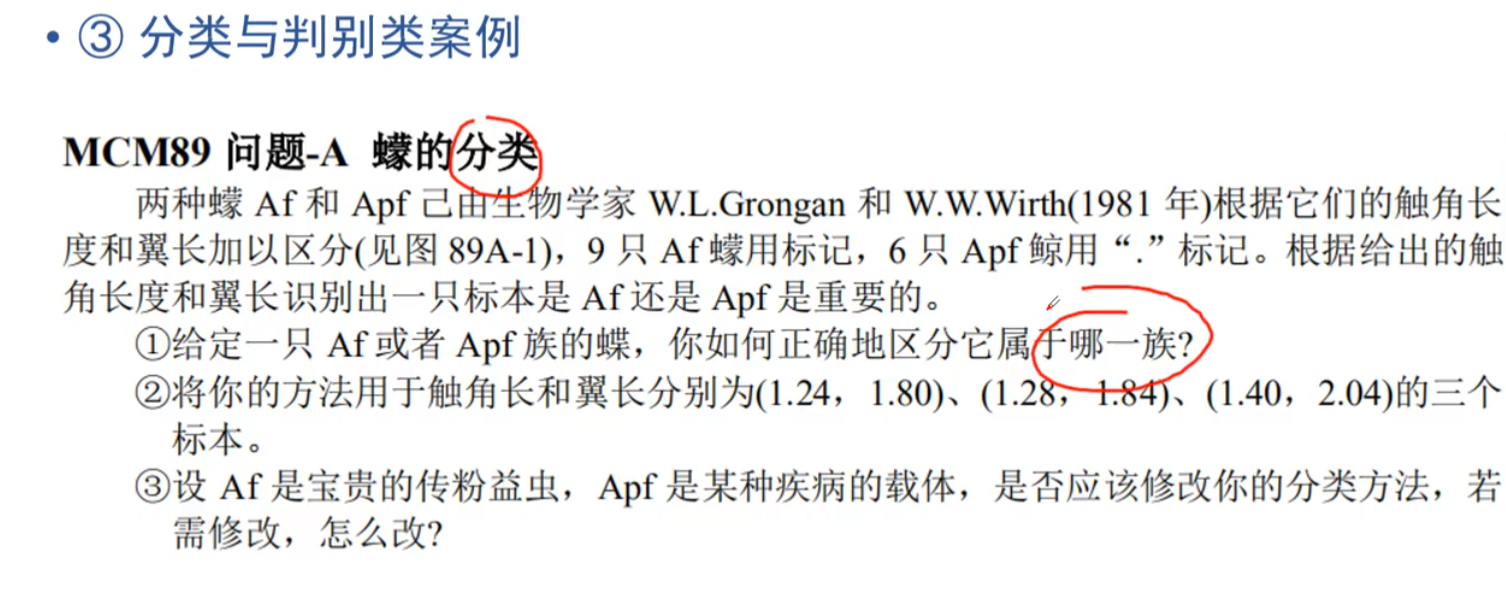 • ③ 分类与判别类案例
MCM89 问题-A 蠓的分类
两种蠓 Af 和 Apf 己由生物学家 W.L.Grongan 和 W.W.Wirth(1981 年)根据它们的触角长
度和翼长加以区分(见图 89A-1)，9 只 Af 蠓用标记，6 只 Apf 鲸用“.”标记。根据给出的触
角长度和翼长识别出一只标本是 Af 还是 Apf 是重要的。
①给定一只 Af 或者 Apf 族的蝶，你如何正确地区分它属于哪一族?
②将你的方法用于触角长和翼长分别为(1.24，1.80)、(1.28，1.84)、(1.40，2.04)的三个
标本。
③设 Af 是宝贵的传粉益虫，Apf 是某种疾病的载体，是否应该修改你的分类方法，若
需修改，怎么改?